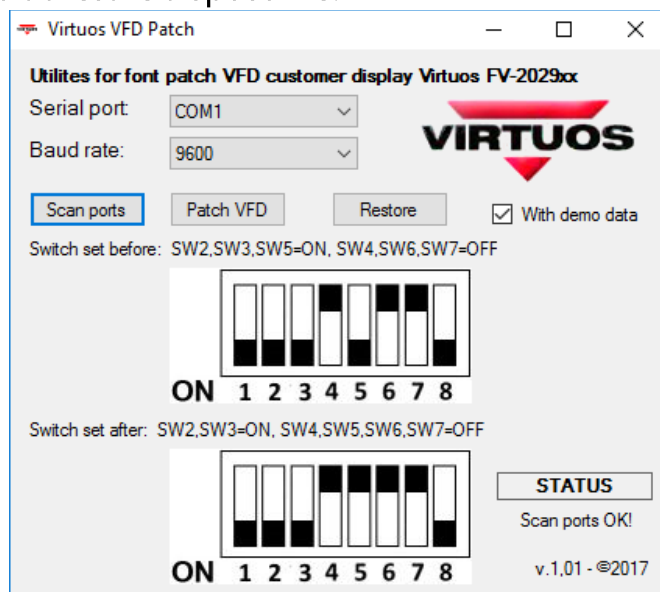 Virtuos VFD Patch
Utilites for font patch VFD customer display Virtuos FV-2029xx
Serial port:
COM1
VIRTUOS
Baud rate:
9600
Scan ports
Patch VFD
Restore
With demo data
Switch set before: SW2,SW3,SW5=ON, SW4,SW6,SW7=OFF
ON 1 2 3 4 5 6 7 8
Switch set after: SW2,SW3=ON, SW4,SW5,SW6,SW7=OFF
STATUS
Scan ports OK!
ON 1 2 3 4 5 6 7 8
v.1,01 - ©2017